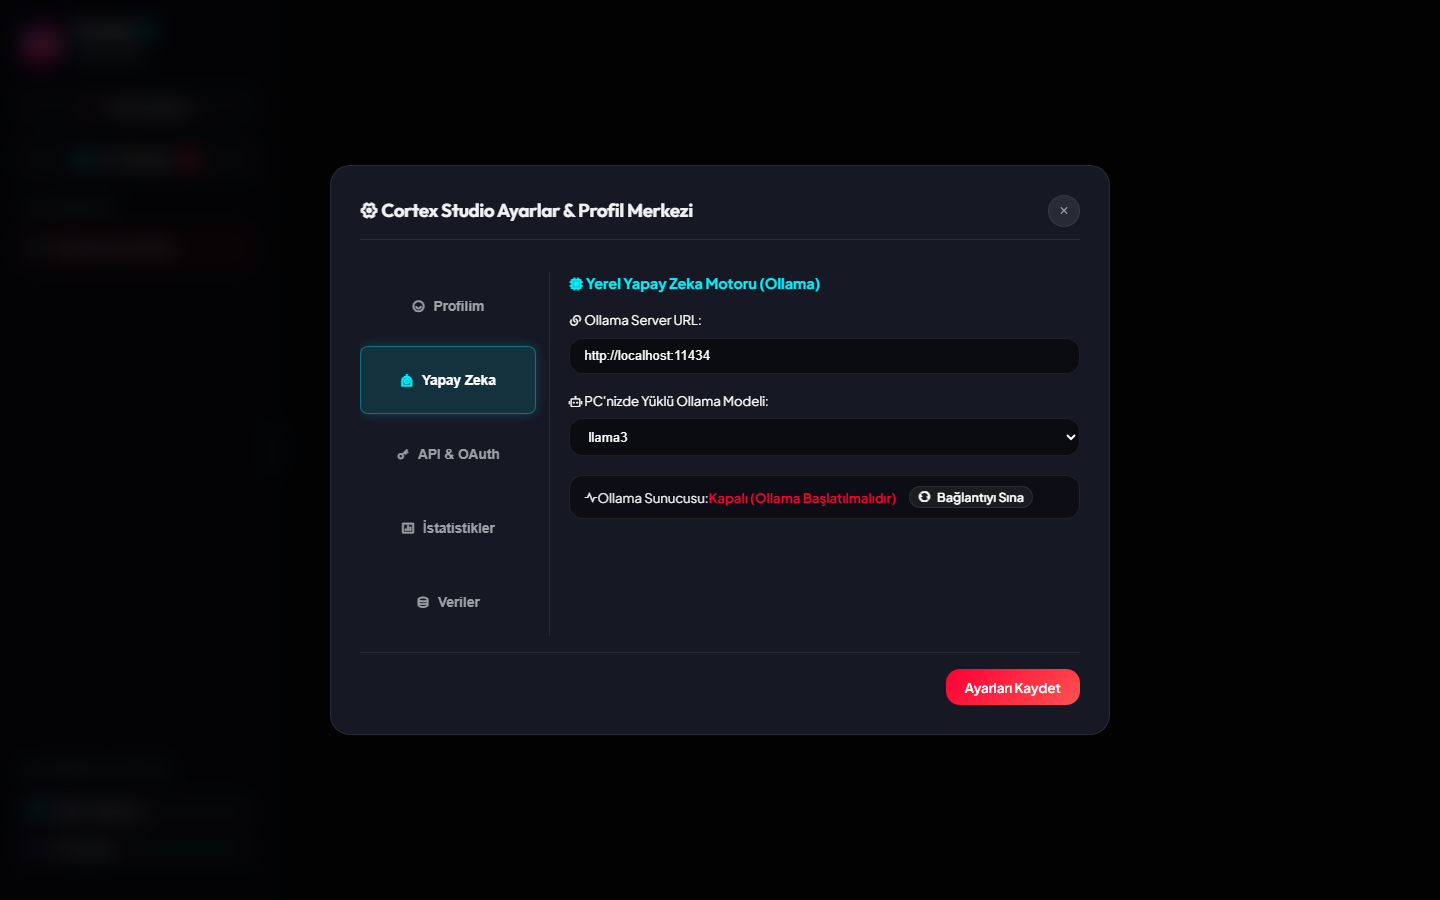 Cortex Studio Ayarlar & Profil Merkezi
Profilim
Yapay Zeka
API & OAuth
İstatistikler
Veriler
Yerel Yapay Zeka Motoru (Ollama)
Ollama Server URL:
http://localhost:11434
PC'nizde Yüklü Ollama Modeli:
llama3
Ollama Sunucusu:Kapalı (Ollama Başlatılmalıdır) Bağlantıyı Sına
Ayarları Kaydet